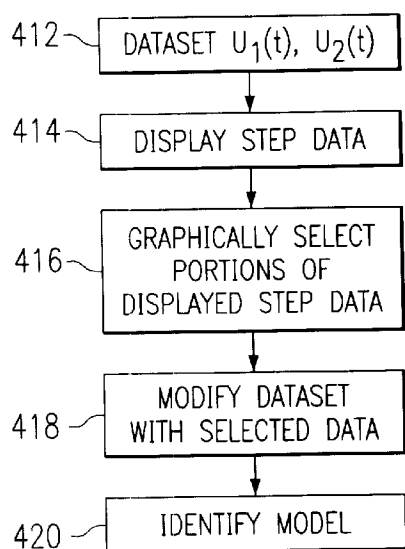 412
DATASET U₁(t), U₂(t)
414
DISPLAY STEP DATA
416
GRAPHICALLY SELECT
PORTIONS OF
DISPLAYED STEP DATA
418
MODIFY DATASET
WITH SELECTED DATA
420
IDENTIFY MODEL